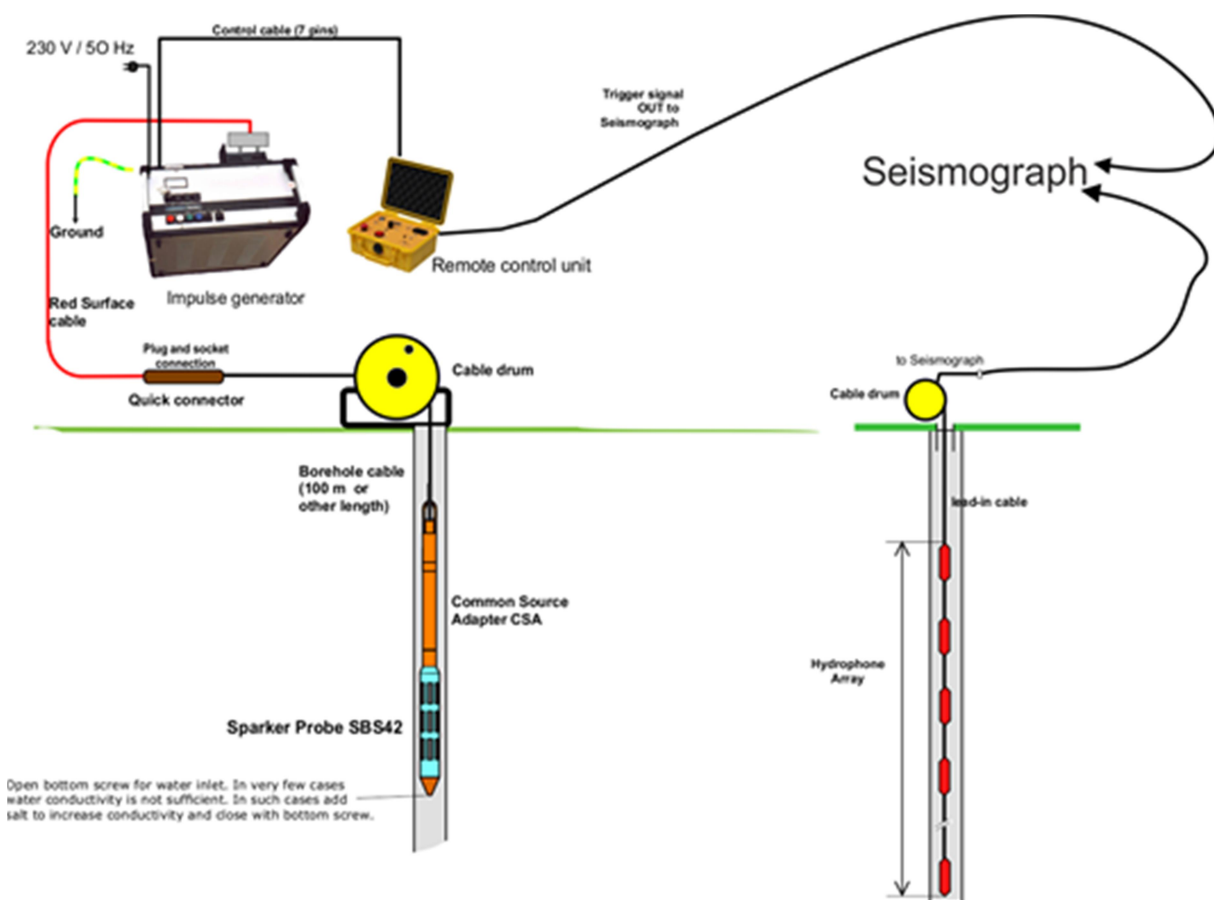 Control cable (7 pins)
230 V / 5O Hz
Trigger signal
OUT to
Seismograph
Seismograph
Ground
Remote control unit
Impulse generator
Red Surface
cable
Plug and socket
connection
Quick connector
Cable drum
to Seismograph
Cable drum
Borehole cable
(100 m or
other length)
lead-in cable
Common Source
Adapter CSA
Hydrophone
Array
Sparker Probe SBS42
Open bottom screw for water inlet. In very few cases
water conductivity is not sufficient. In such cases add
salt to increase conductivity and close with bottom screw.